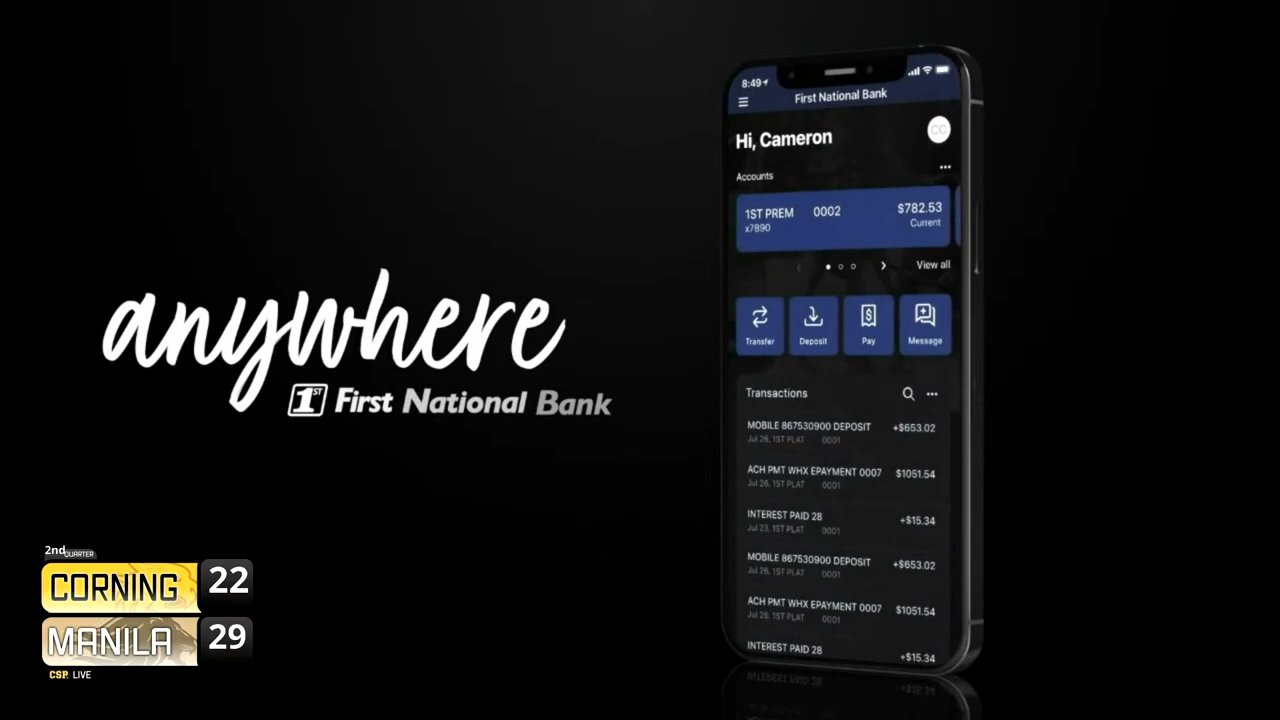 anywhere
1ST First National Bank
8:49
First National Bank
Hi, Cameron
CC
Accounts
1ST PREM 0002 $782.53
x7890 Current
View all
Transfer Deposit Pay Message
Transactions
MOBILE 867530900 DEPOSIT +$653.02
Jul 26, 1ST PLAT 0001
ACH PMT WHX EPAYMENT 0007 $1051.54
Jul 26, 1ST PLAT 0001
INTEREST PAID 28 +$15.34
Jul 23, 1ST PLAT 0001
MOBILE 867530900 DEPOSIT +$653.02
Jul 26, 1ST PLAT 0001
ACH PMT WHX EPAYMENT 0007 $1051.54
Jul 26, 1ST PLAT 0001
INTEREST PAID 28 +$15.34
2nd QUARTER
CORNING 22
MANILA 29
CSP. LIVE